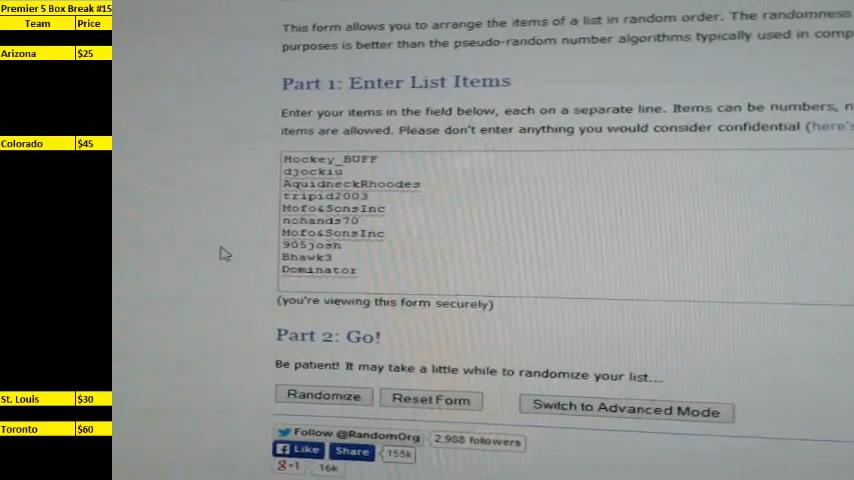 Premier 5 Box Break #15
Team Price
Arizona $25
Colorado $45
St. Louis $30
Toronto $60
This form allows you to arrange the items of a list in random order. The randomness
purposes is better than the pseudo-random number algorithms typically used in comp
Part 1: Enter List Items
Enter your items in the field below, each on a separate line. Items can be numbers, n
items are allowed. Please don't enter anything you would consider confidential (here's
Hockey_BUFF
djockiu
AquidneckRhoodes
tripid2003
Mofo&SonsInc
nohands70
Mofo&SonsInc
905josh
Bhawk3
Dominator
(you're viewing this form securely)
Part 2: Go!
Be patient! It may take a little while to randomize your list....
Randomize Reset Form Switch to Advanced Mode
Follow @RandomOrg 2,988 followers
Like Share 155k
g+1 16k